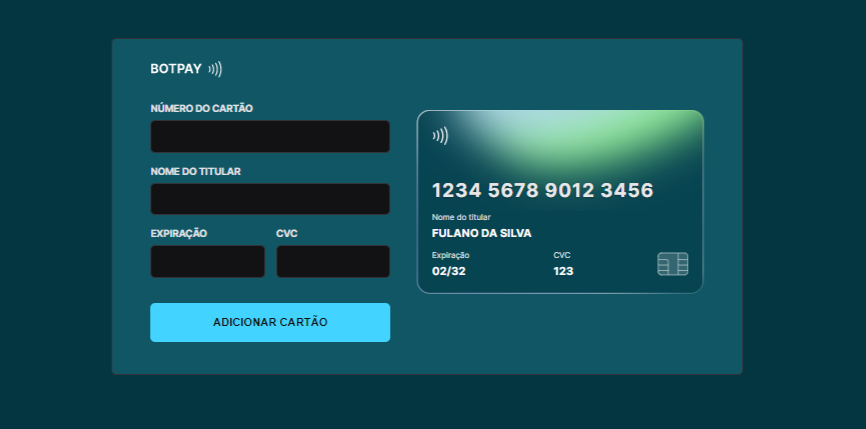 BOTPAY
NÚMERO DO CARTÃO
NOME DO TITULAR
EXPIRAÇÃO CVC
ADICIONAR CARTÃO
1234 5678 9012 3456
Nome do titular
FULANO DA SILVA
Expiração CVC
02/32 123